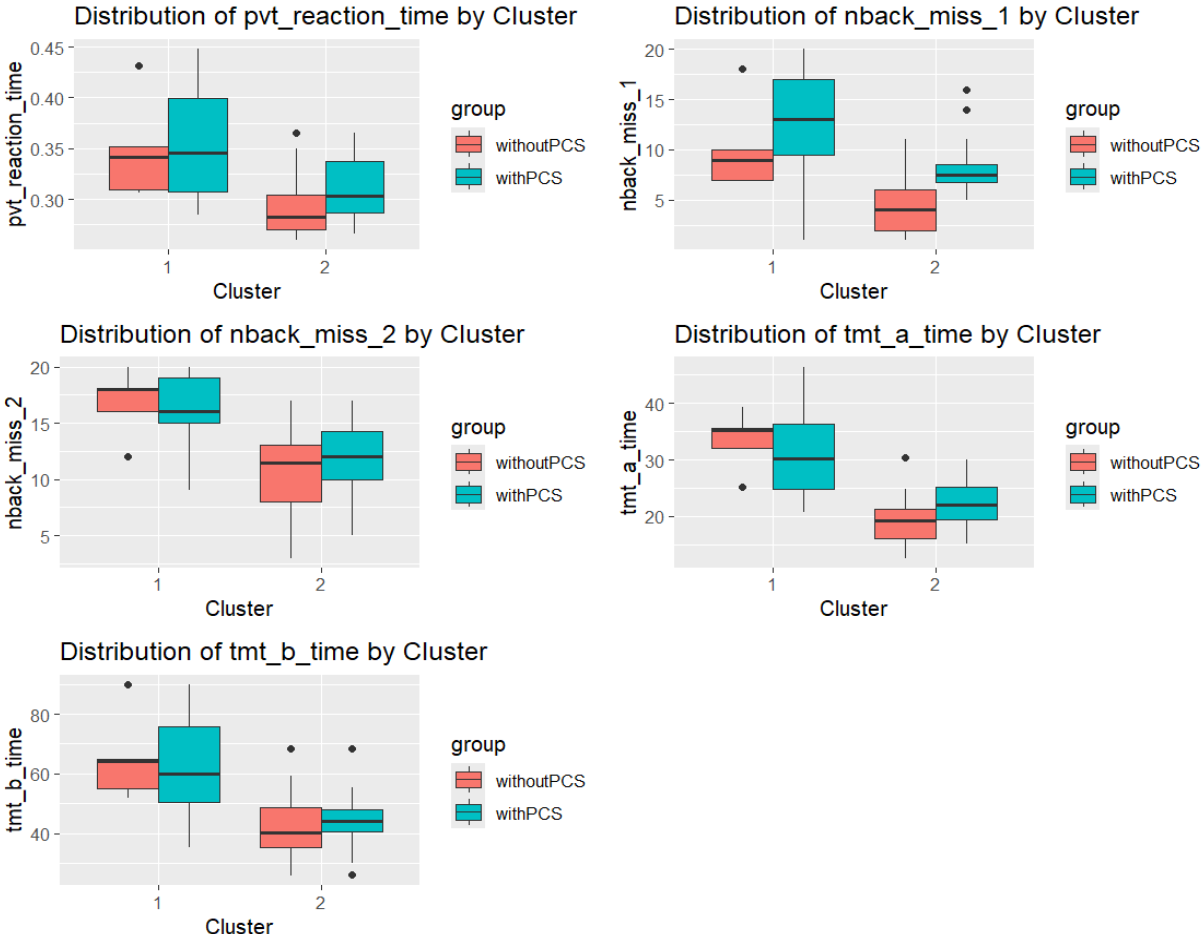 Distribution of pvt_reaction_time by Cluster
pvt_reaction_time
0.45
0.40
0.35
0.30
1
2
Cluster
group
withoutPCS
withPCS
Distribution of nback_miss_1 by Cluster
nback_miss_1
20
15
10
5
1
2
Cluster
group
withoutPCS
withPCS
Distribution of nback_miss_2 by Cluster
nback_miss_2
20
15
10
5
1
2
Cluster
group
withoutPCS
withPCS
Distribution of tmt_a_time by Cluster
tmt_a_time
40
30
20
1
2
Cluster
group
withoutPCS
withPCS
Distribution of tmt_b_time by Cluster
tmt_b_time
80
60
40
1
2
Cluster
group
withoutPCS
withPCS